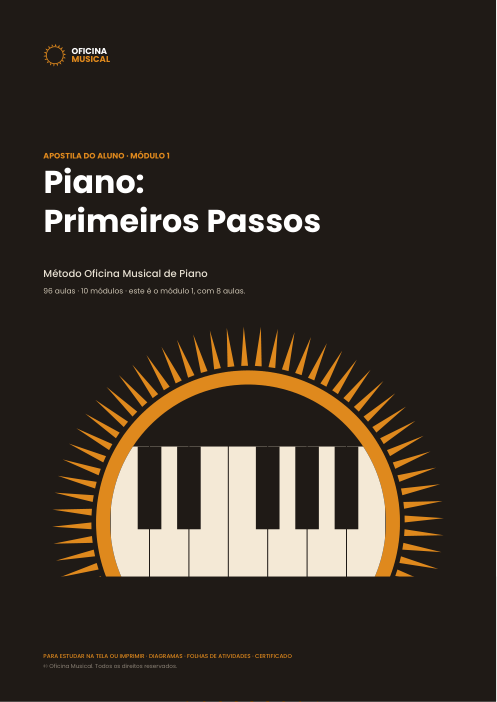 OFICINA
MUSICAL
APOSTILA DO ALUNO · MÓDULO 1
Piano:
Primeiros Passos
Método Oficina Musical de Piano
96 aulas · 10 módulos · este é o módulo 1, com 8 aulas.
PARA ESTUDAR NA TELA OU IMPRIMIR · DIAGRAMAS · FOLHAS DE ATIVIDADES · CERTIFICADO
© Oficina Musical. Todos os direitos reservados.